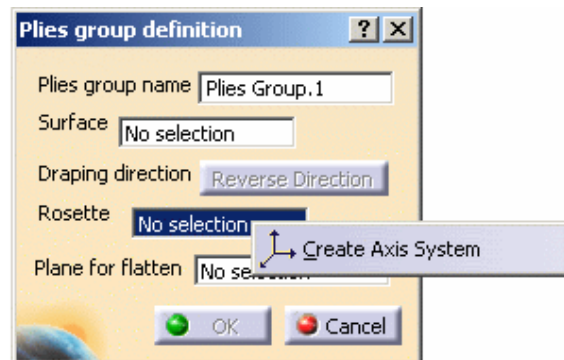 Plies group definition
Plies group name Plies Group.1
Surface No selection
Draping direction Reverse Direction
Rosette No selection
Create Axis System
Plane for flatten No se
OK Cancel